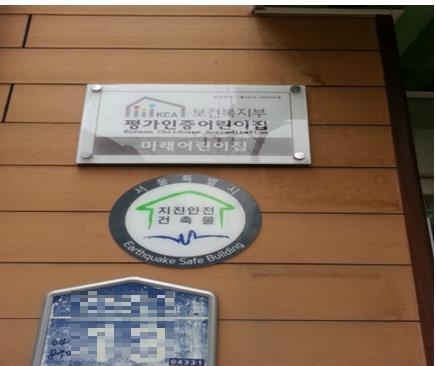 KCA 보건복지부
평가인증어린이집
Korean Childcare Accreditation
미래어린이집
서울특별시
지진안전
건축물
Earthquake Safe Building
04331